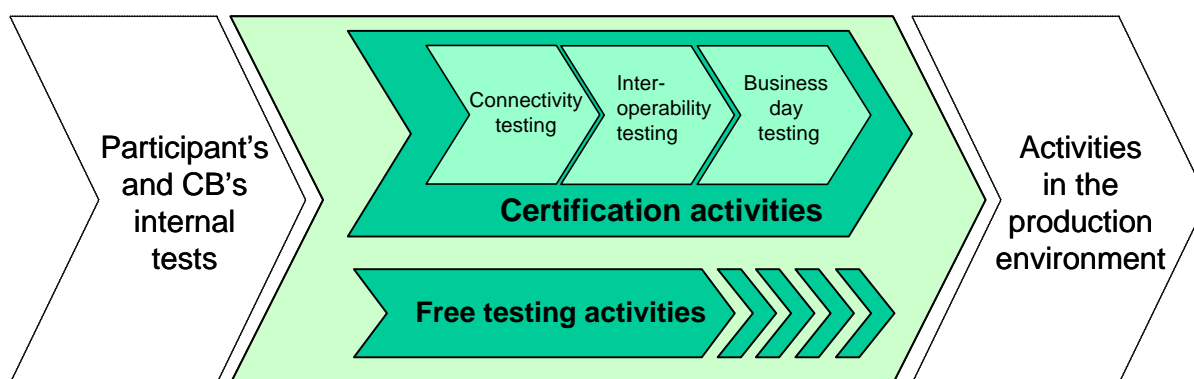 Participant's
and CB's
internal
tests
Connectivity
testing
Inter-
operability
testing
Business
day
testing
Certification activities
Free testing activities
Activities
in the
production
environment